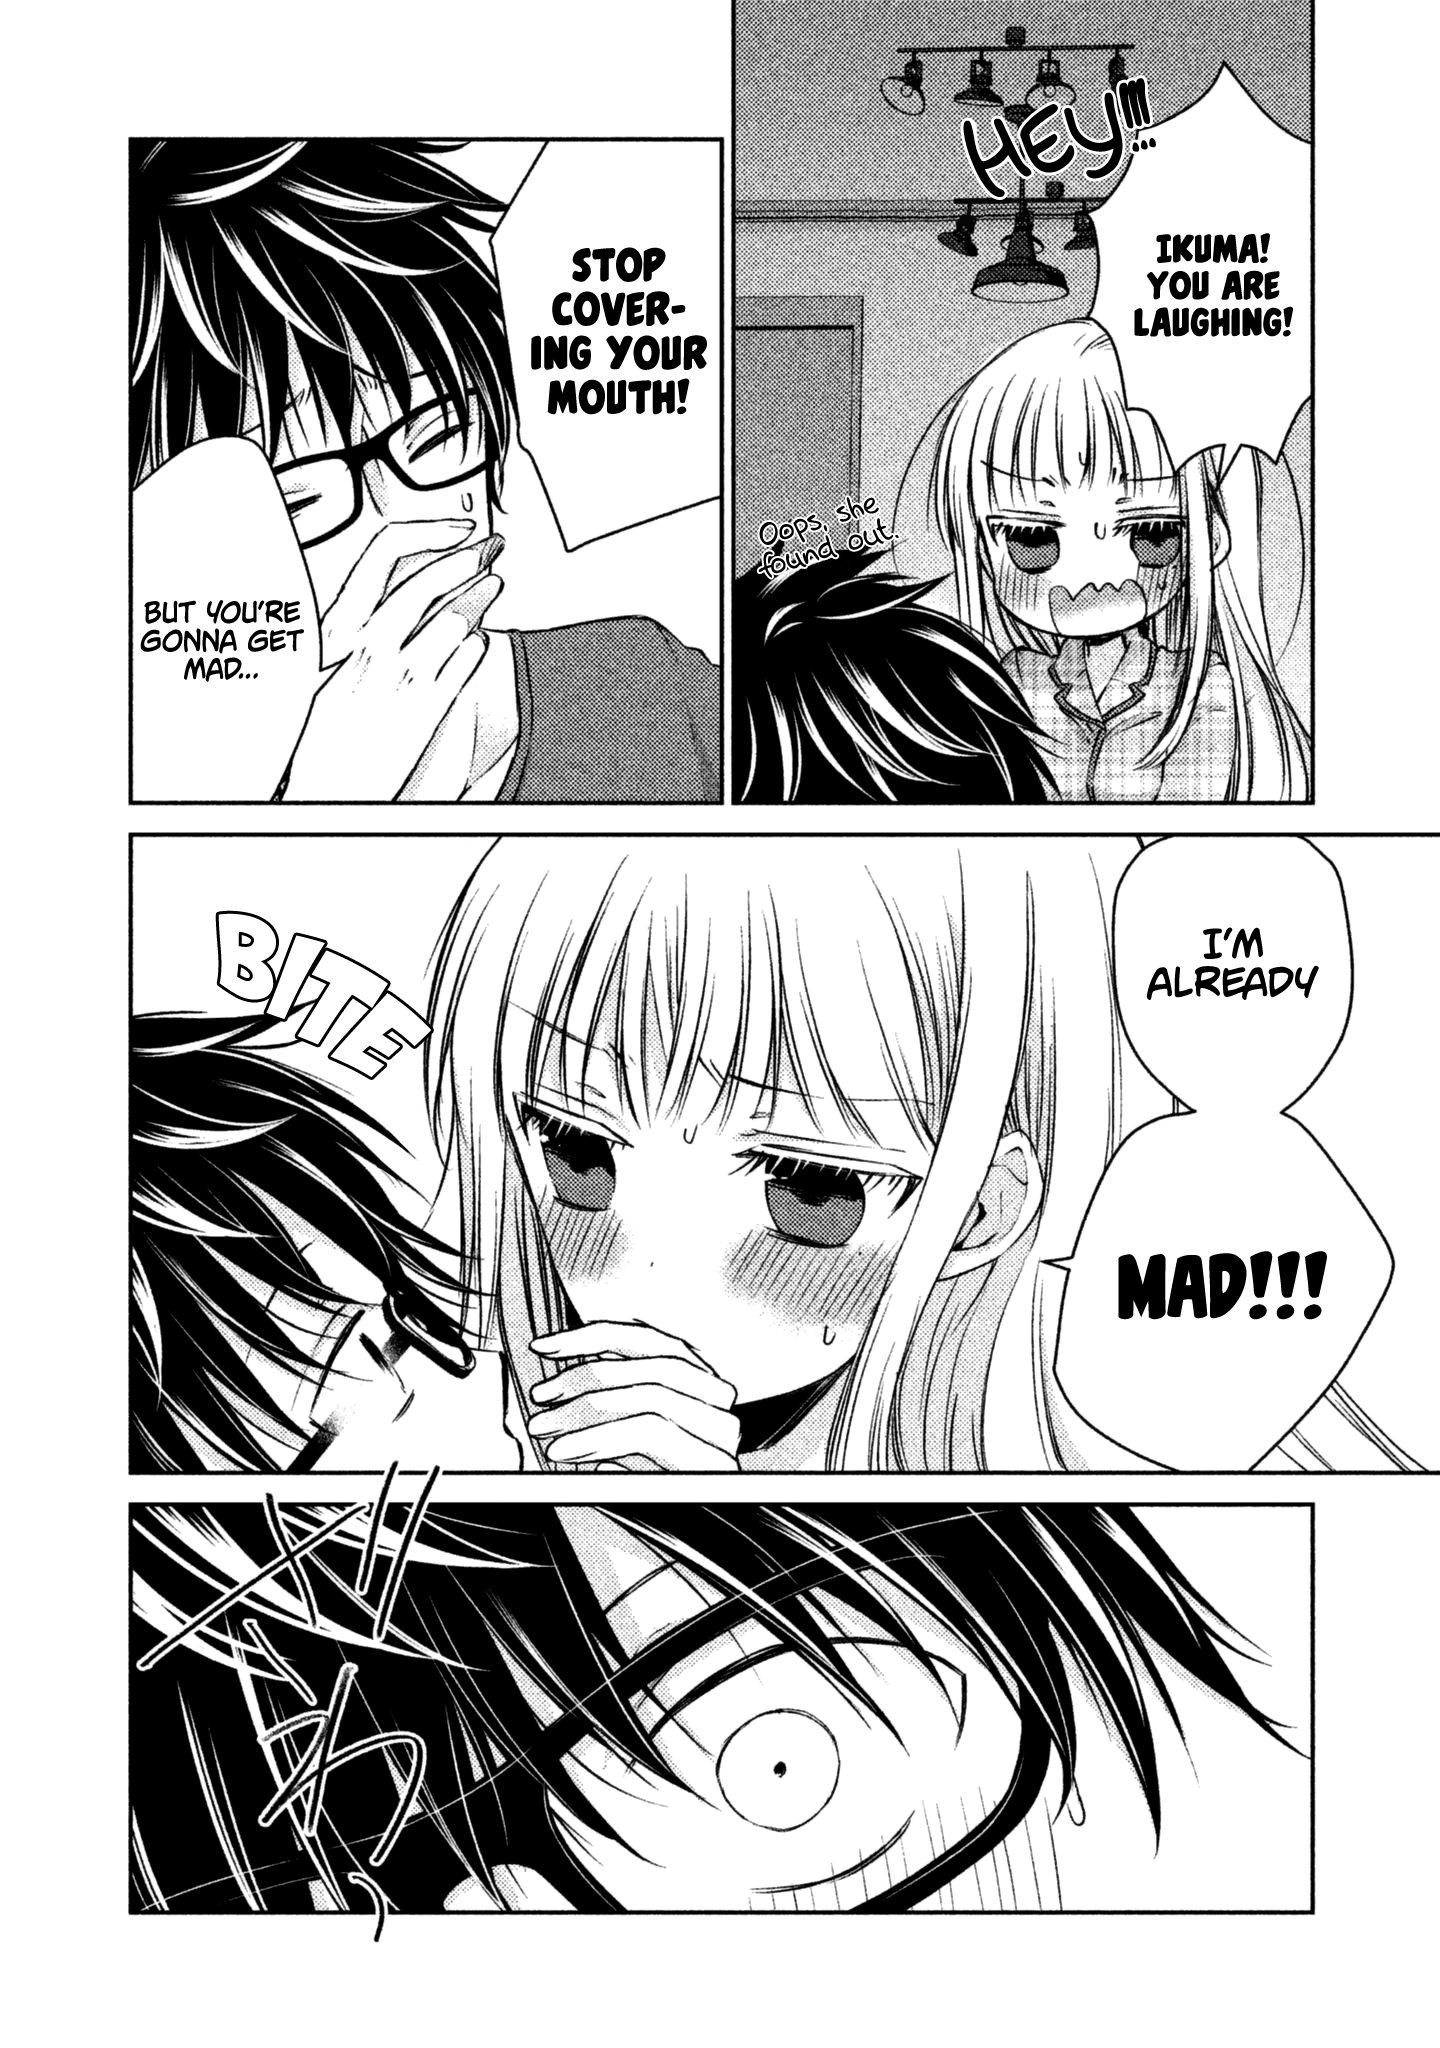 HEY!!!...
IKUMA!
YOU ARE
LAUGHING!
Oops, she
found out.
STOP
COVER-
ING YOUR
MOUTH!
BUT YOU'RE
GONNA GET
MAD...
I'M
ALREADY
MAD!!!
BITE